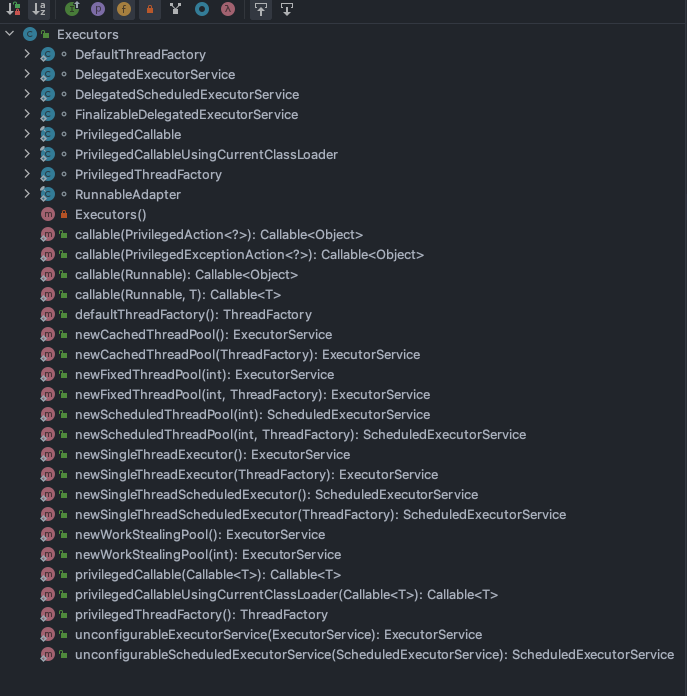 Executors
DefaultThreadFactory
DelegatedExecutorService
DelegatedScheduledExecutorService
FinalizableDelegatedExecutorService
PrivilegedCallable
PrivilegedCallableUsingCurrentClassLoader
PrivilegedThreadFactory
RunnableAdapter
Executors()
callable(PrivilegedAction<?>): Callable<Object>
callable(PrivilegedExceptionAction<?>): Callable<Object>
callable(Runnable): Callable<Object>
callable(Runnable, T): Callable<T>
defaultThreadFactory(): ThreadFactory
newCachedThreadPool(): ExecutorService
newCachedThreadPool(ThreadFactory): ExecutorService
newFixedThreadPool(int): ExecutorService
newFixedThreadPool(int, ThreadFactory): ExecutorService
newScheduledThreadPool(int): ScheduledExecutorService
newScheduledThreadPool(int, ThreadFactory): ScheduledExecutorService
newSingleThreadExecutor(): ExecutorService
newSingleThreadExecutor(ThreadFactory): ExecutorService
newSingleThreadScheduledExecutor(): ScheduledExecutorService
newSingleThreadScheduledExecutor(ThreadFactory): ScheduledExecutorService
newWorkStealingPool(): ExecutorService
newWorkStealingPool(int): ExecutorService
privilegedCallable(Callable<T>): Callable<T>
privilegedCallableUsingCurrentClassLoader(Callable<T>): Callable<T>
privilegedThreadFactory(): ThreadFactory
unconfigurableExecutorService(ExecutorService): ExecutorService
unconfigurableScheduledExecutorService(ScheduledExecutorService): ScheduledExecutorService